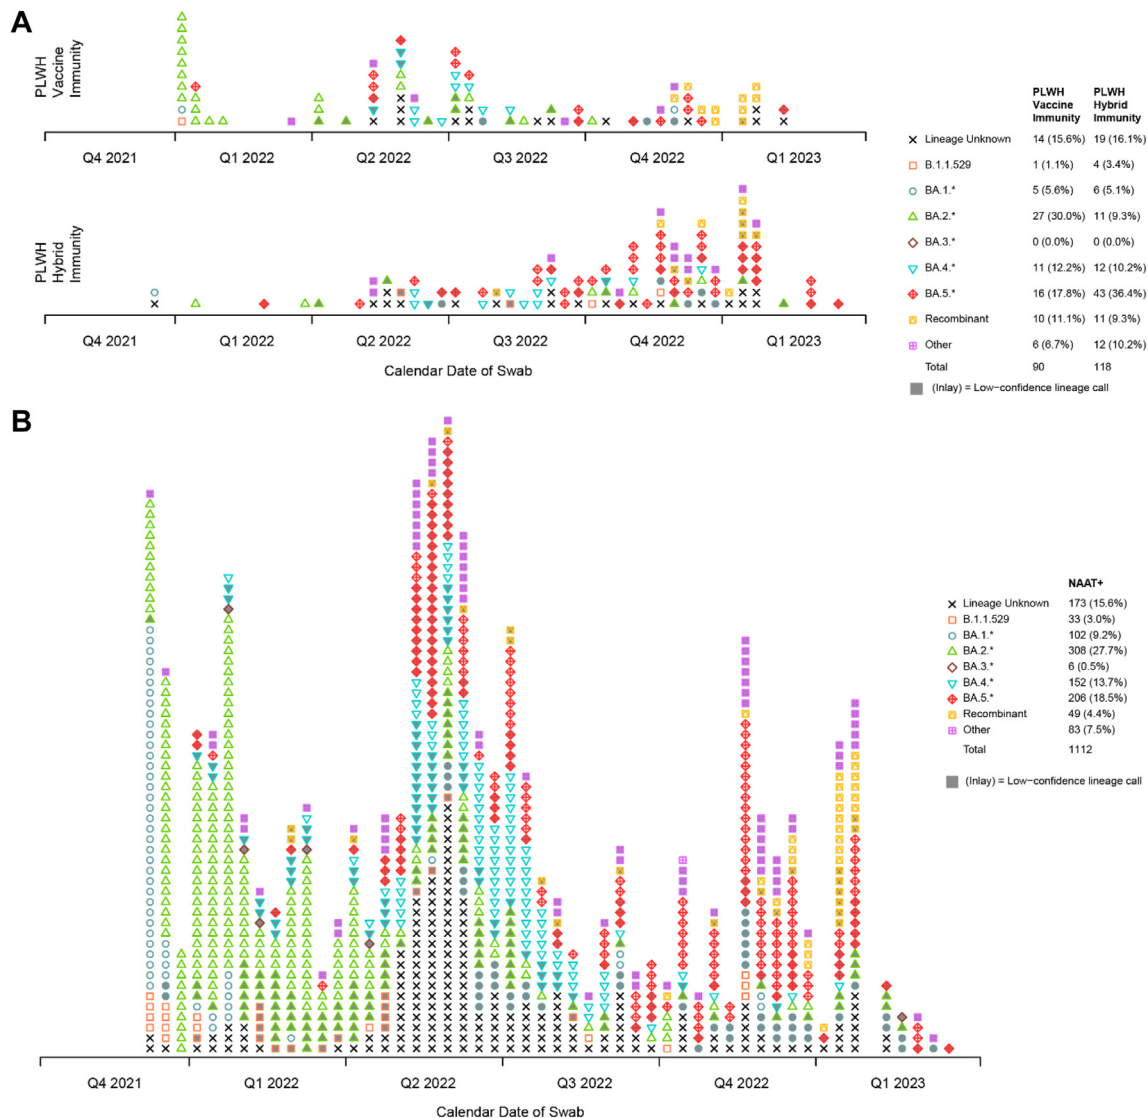 A
PLWH
Vaccine
Immunity
Q4 2021 Q1 2022 Q2 2022 Q3 2022 Q4 2022 Q1 2023
PLWH
Hybrid
Immunity
Q4 2021 Q1 2022 Q2 2022 Q3 2022 Q4 2022 Q1 2023
Calendar Date of Swab
PLWH PLWH
Vaccine Hybrid
Immunity Immunity
Lineage Unknown 14 (15.6%) 19 (16.1%)
B.1.1.529 1 (1.1%) 4 (3.4%)
BA.1.* 5 (5.6%) 6 (5.1%)
BA.2.* 27 (30.0%) 11 (9.3%)
BA.3.* 0 (0.0%) 0 (0.0%)
BA.4.* 11 (12.2%) 12 (10.2%)
BA.5.* 16 (17.8%) 43 (36.4%)
Recombinant 10 (11.1%) 11 (9.3%)
Other 6 (6.7%) 12 (10.2%)
Total 90 118
(Inlay) = Low−confidence lineage call
B
Q4 2021 Q1 2022 Q2 2022 Q3 2022 Q4 2022 Q1 2023
Calendar Date of Swab
NAAT+
Lineage Unknown 173 (15.6%)
B.1.1.529 33 (3.0%)
BA.1.* 102 (9.2%)
BA.2.* 308 (27.7%)
BA.3.* 6 (0.5%)
BA.4.* 152 (13.7%)
BA.5.* 206 (18.5%)
Recombinant 49 (4.4%)
Other 83 (7.5%)
Total 1112
(Inlay) = Low−confidence lineage call